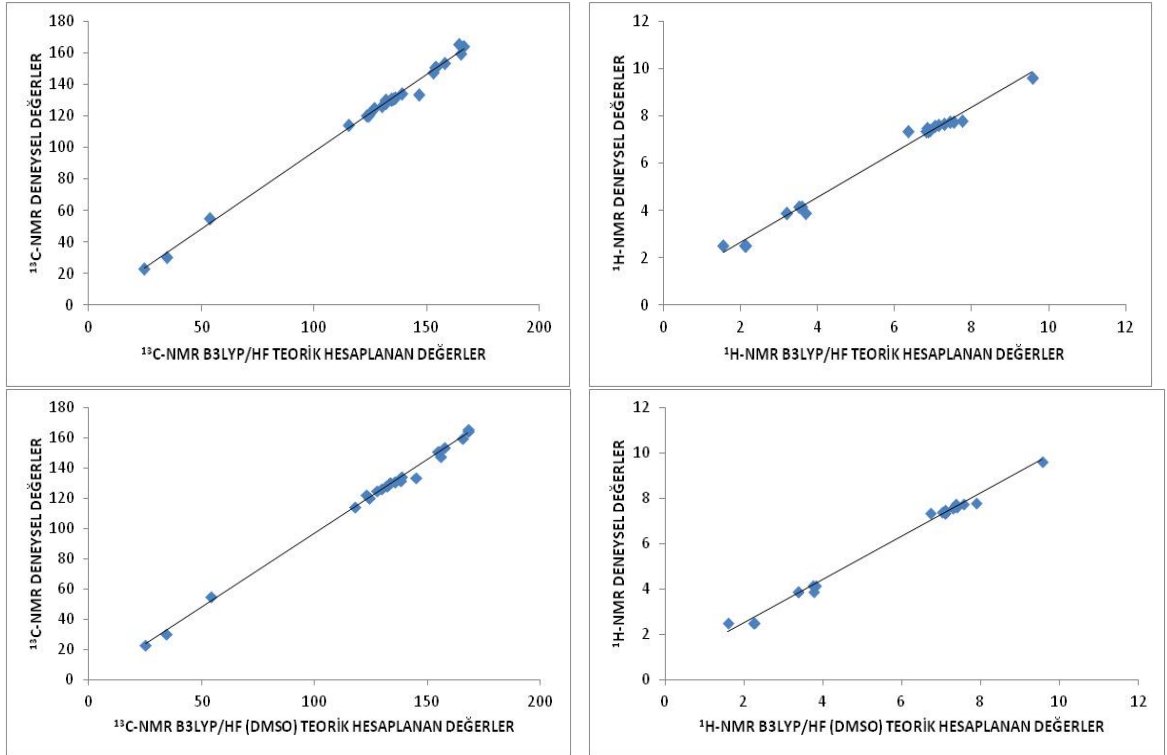 ¹³C-NMR DENEYSEL DEĞERLER
180
160
140
120
100
80
60
40
20
0
0 50 100 150 200
¹³C-NMR B3LYP/HF TEORİK HESAPLANAN DEĞERLER
¹H-NMR DENEYSEL DEĞERLER
12
10
8
6
4
2
0
0 2 4 6 8 10 12
¹H-NMR B3LYP/HF TEORİK HESAPLANAN DEĞERLER
¹³C-NMR DENEYSEL DEĞERLER
180
160
140
120
100
80
60
40
20
0
0 50 100 150 200
¹³C-NMR B3LYP/HF (DMSO) TEORİK HESAPLANAN DEĞERLER
¹H-NMR DENEYSEL DEĞERLER
12
10
8
6
4
2
0
0 2 4 6 8 10 12
¹H-NMR B3LYP/HF (DMSO) TEORİK HESAPLANAN DEĞERLER